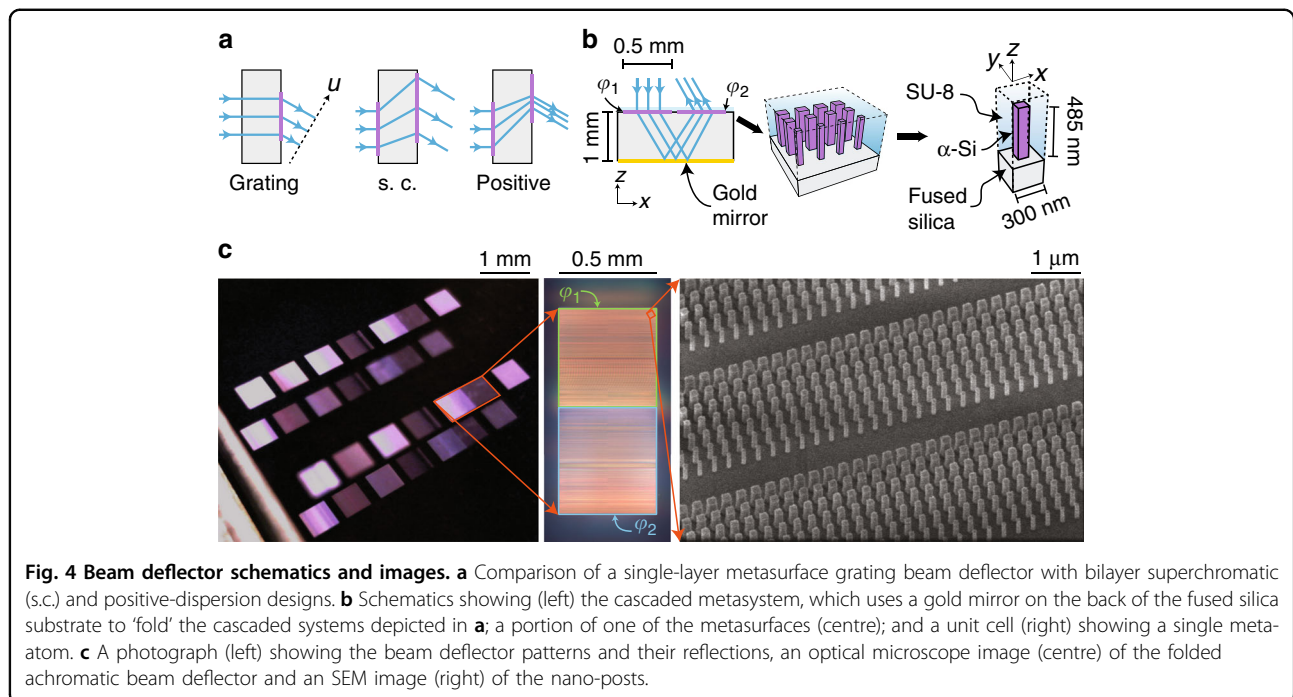 a
u
Grating
s. c.
Positive
b
0.5 mm
φ1
φ2
1 mm
z
x
Gold
mirror
z
y
x
SU-8
α-Si
485 nm
Fused
silica
300 nm
c
1 mm
0.5 mm
1 μm
φ1
φ2
Fig. 4 Beam deflector schematics and images. a Comparison of a single-layer metasurface grating beam deflector with bilayer superchromatic
(s.c.) and positive-dispersion designs. b Schematics showing (left) the cascaded metasystem, which uses a gold mirror on the back of the fused silica
substrate to ‘fold’ the cascaded systems depicted in a; a portion of one of the metasurfaces (centre); and a unit cell (right) showing a single meta-
atom. c A photograph (left) showing the beam deflector patterns and their reflections, an optical microscope image (centre) of the folded
achromatic beam deflector and an SEM image (right) of the nano-posts.